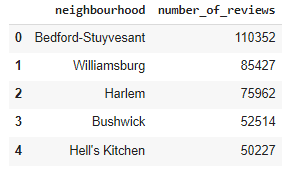 neighbourhood number_of_reviews
0 Bedford-Stuyvesant 110352
1 Williamsburg 85427
2 Harlem 75962
3 Bushwick 52514
4 Hell's Kitchen 50227